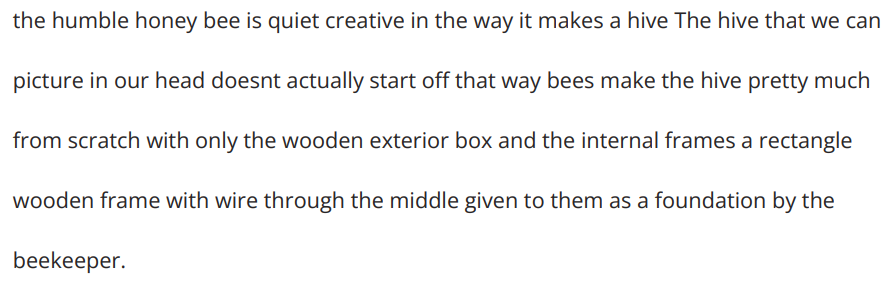 the humble honey bee is quiet creative in the way it makes a hive The hive that we can
picture in our head doesnt actually start off that way bees make the hive pretty much
from scratch with only the wooden exterior box and the internal frames a rectangle
wooden frame with wire through the middle given to them as a foundation by the
beekeeper.